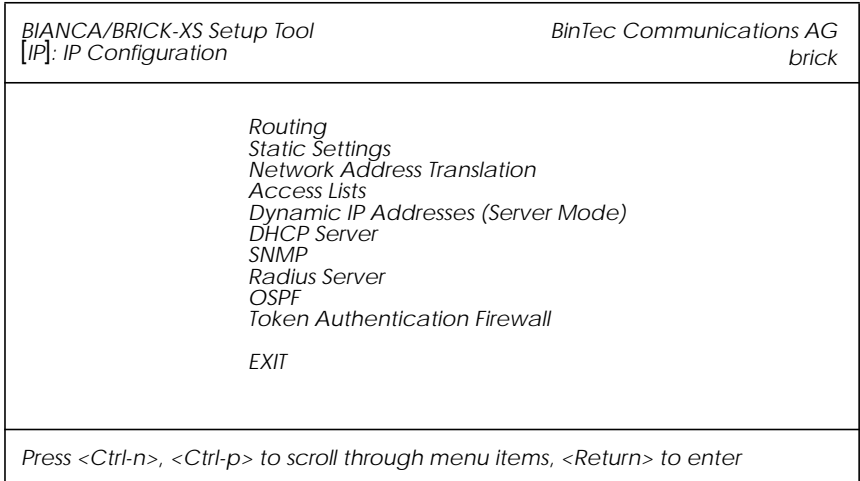 BIANCA/BRICK-XS Setup Tool BinTec Communications AG
[IP]: IP Configuration brick
Routing
Static Settings
Network Address Translation
Access Lists
Dynamic IP Addresses (Server Mode)
DHCP Server
SNMP
Radius Server
OSPF
Token Authentication Firewall
EXIT
Press <Ctrl-n>, <Ctrl-p> to scroll through menu items, <Return> to enter